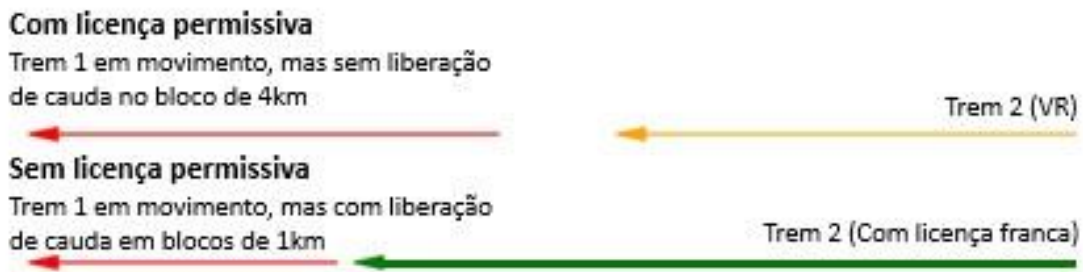 Com licença permissiva
Trem 1 em movimento, mas sem liberação
de cauda no bloco de 4km
Trem 2 (VR)
Sem licença permissiva
Trem 1 em movimento, mas com liberação
de cauda em blocos de 1km
Trem 2 (Com licença franca)